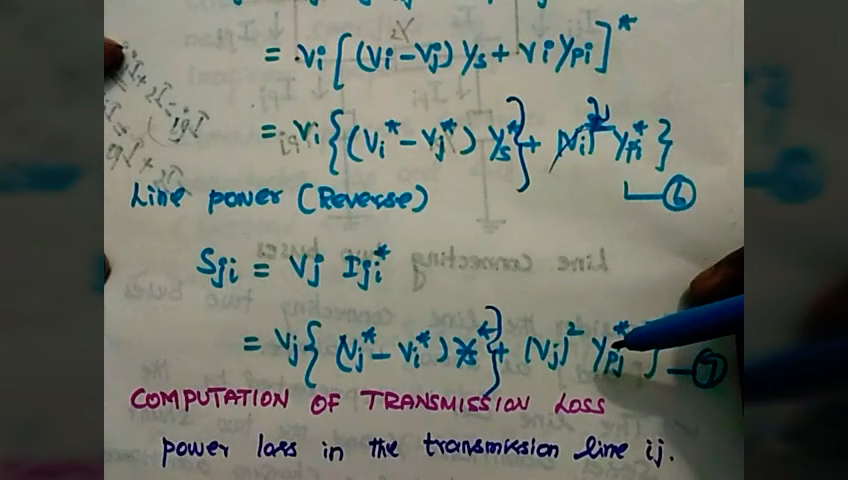 = Vi [ (Vi - Vj) Ys + Vi Ypi ]*
= Vi { (Vi* - Vj*) Ys* } + |Vi|² Ypi* } — ⑥
Line power (Reverse)
Sji = Vj Iji*
= Vj { (Vj* - Vi*) Ys* } + |Vj|² Ypj* } — ⑦
COMPUTATION OF TRANSMISSION LOSS
power loss in the transmission line ij.